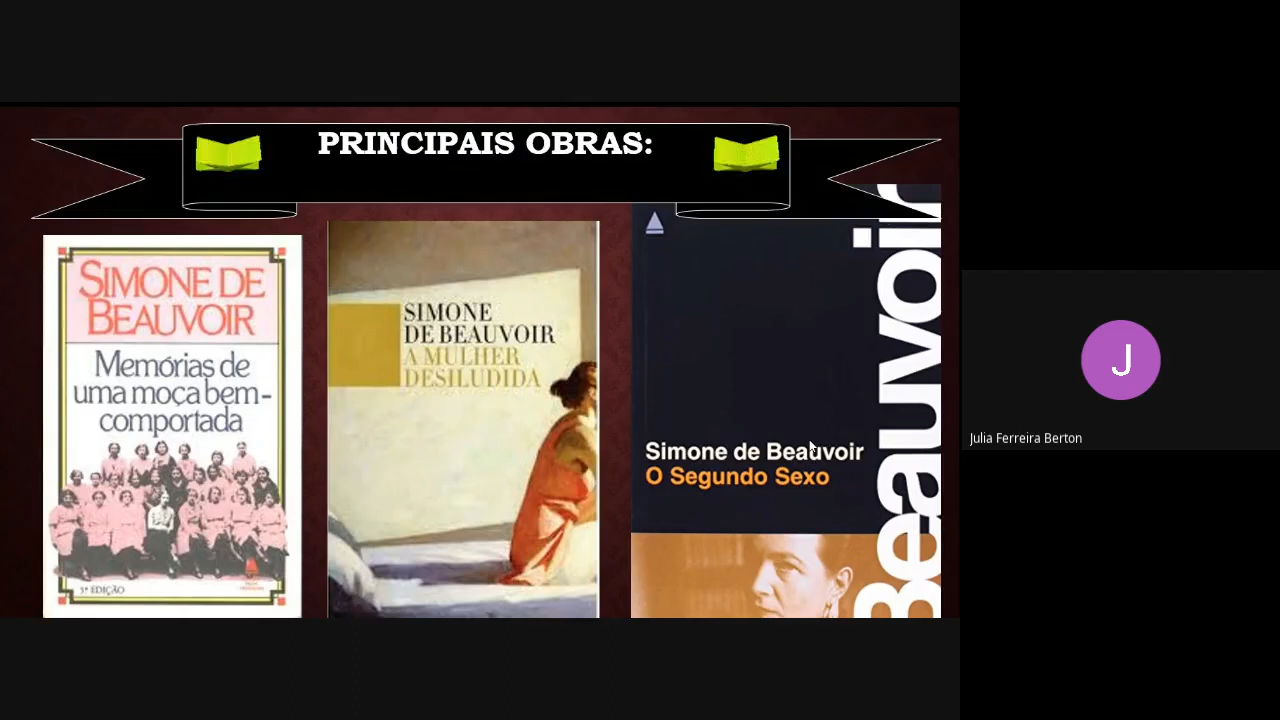 PRINCIPAIS OBRAS:
SIMONE DE
BEAUVOIR
Memórias de
uma moça bem-
comportada
3ª EDIÇÃO
SIMONE
DE BEAUVOIR
A MULHER
DESILUDIDA
Simone de Beauvoir
O Segundo Sexo
Beauvoir
J
Julia Ferreira Berton